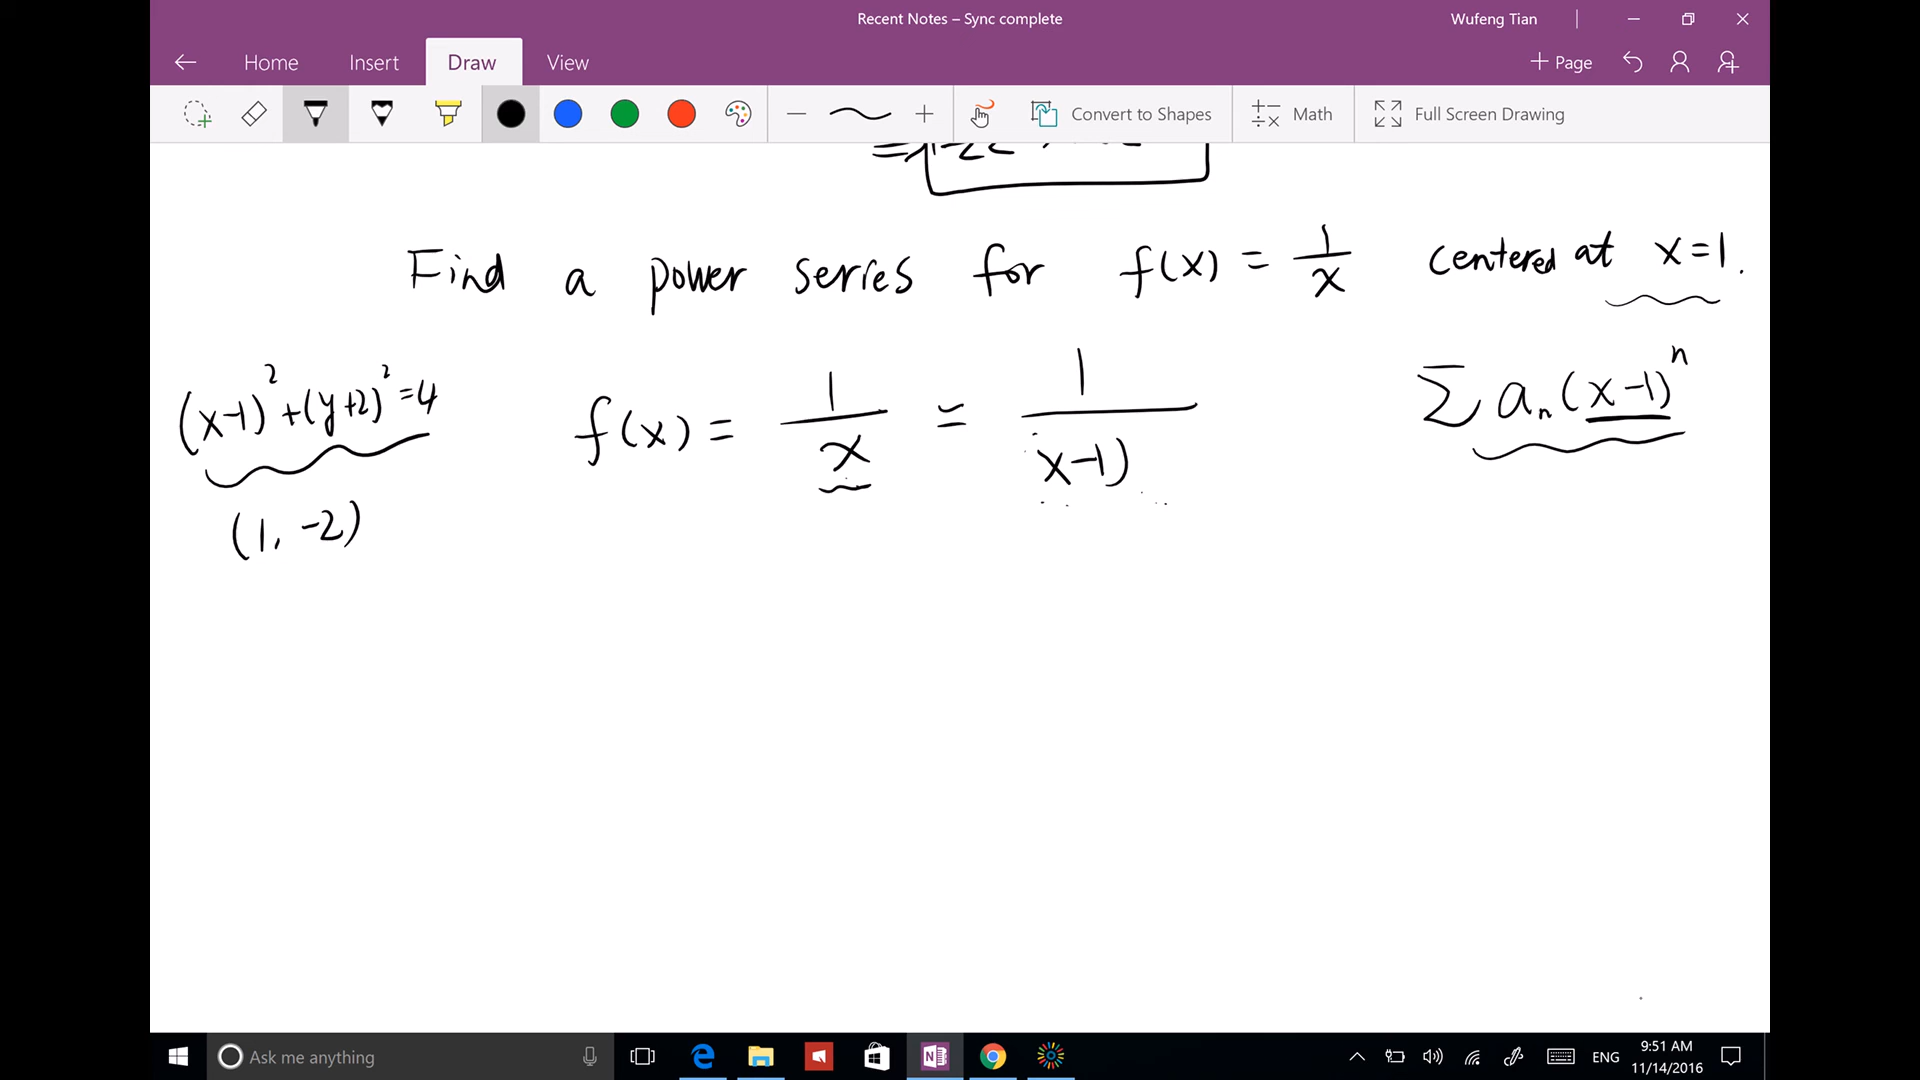 Recent Notes – Sync complete
Wufeng Tian
Home Insert Draw View
Page
Convert to Shapes Math Full Screen Drawing
Find a power series for f(x) = 1/x centered at x=1.
(x-1)²+(y+2)²=4
f(x) = 1/x = 1/x-1)
∑ aₙ(x-1)ⁿ
(1, -2)
Ask me anything
ENG
9:51 AM
11/14/2016